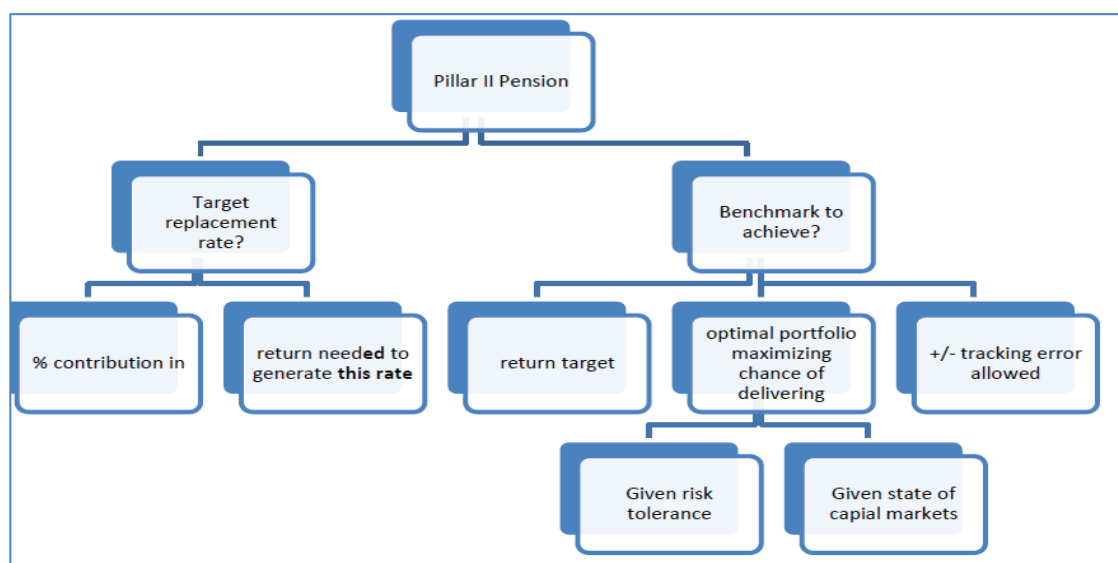 Pillar II Pension
Target
replacement
rate?
Benchmark to
achieve?
% contribution in
return needed to
generate this rate
return target
optimal portfolio
maximizing
chance of
delivering
+/- tracking error
allowed
Given risk
tolerance
Given state of
capial markets